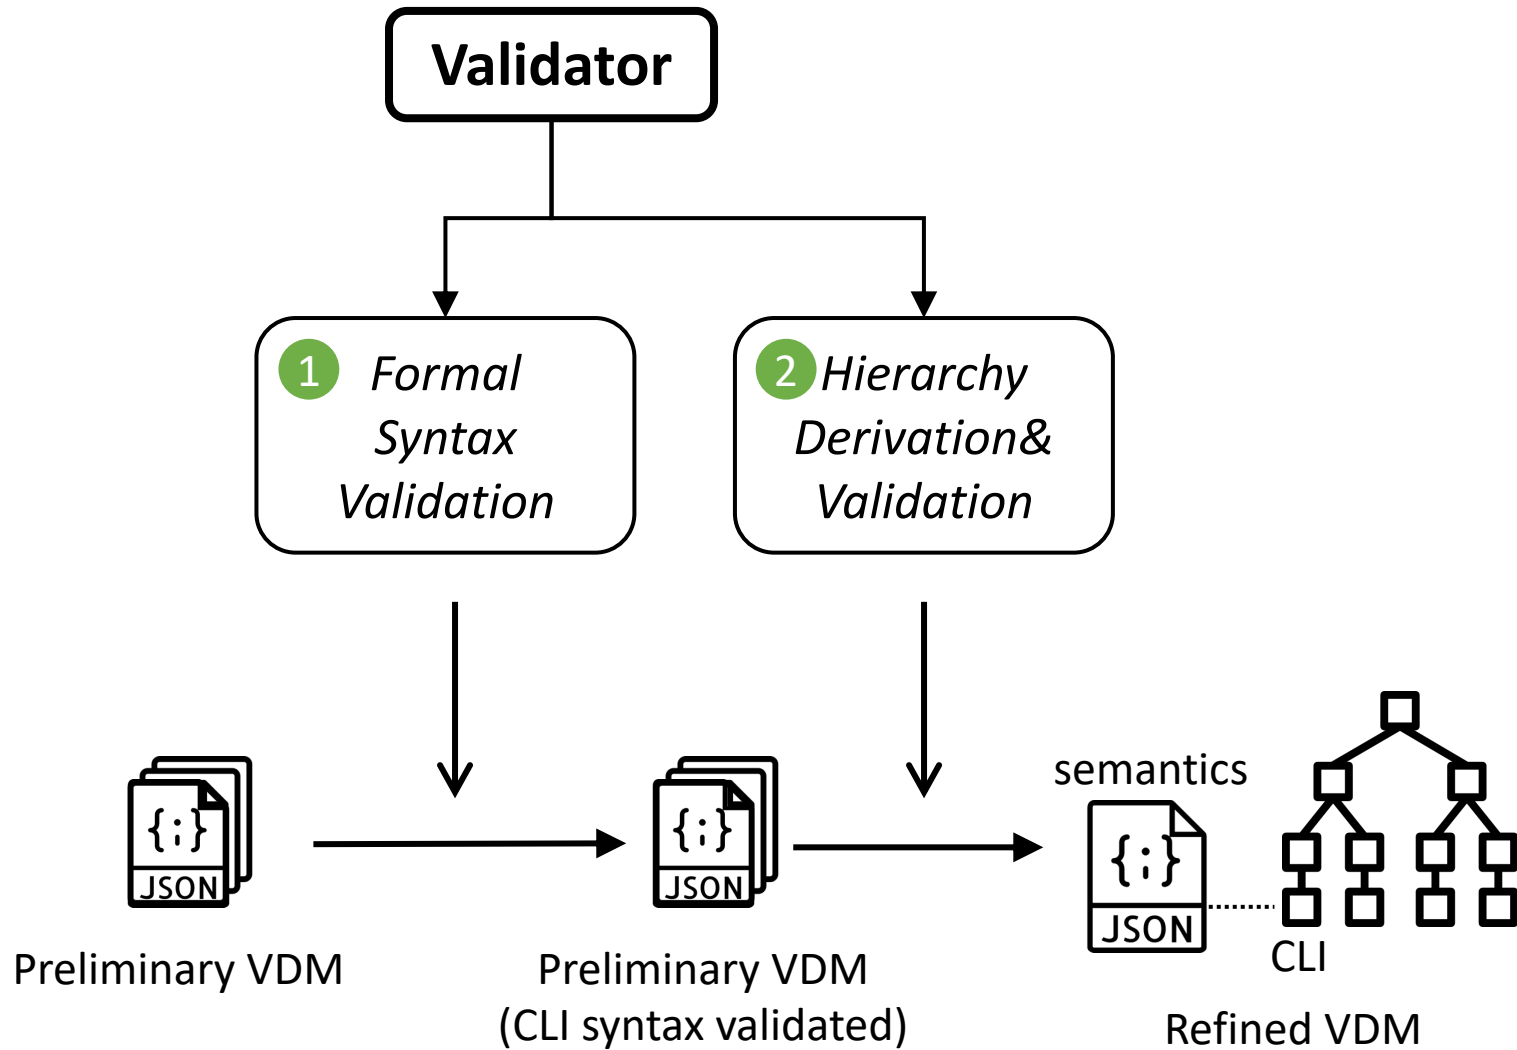 Validator
1 Formal
Syntax
Validation
2 Hierarchy
Derivation&
Validation
semantics
{;}
JSON
{;}
JSON
{;}
JSON
CLI
Preliminary VDM
Preliminary VDM
(CLI syntax validated)
Refined VDM